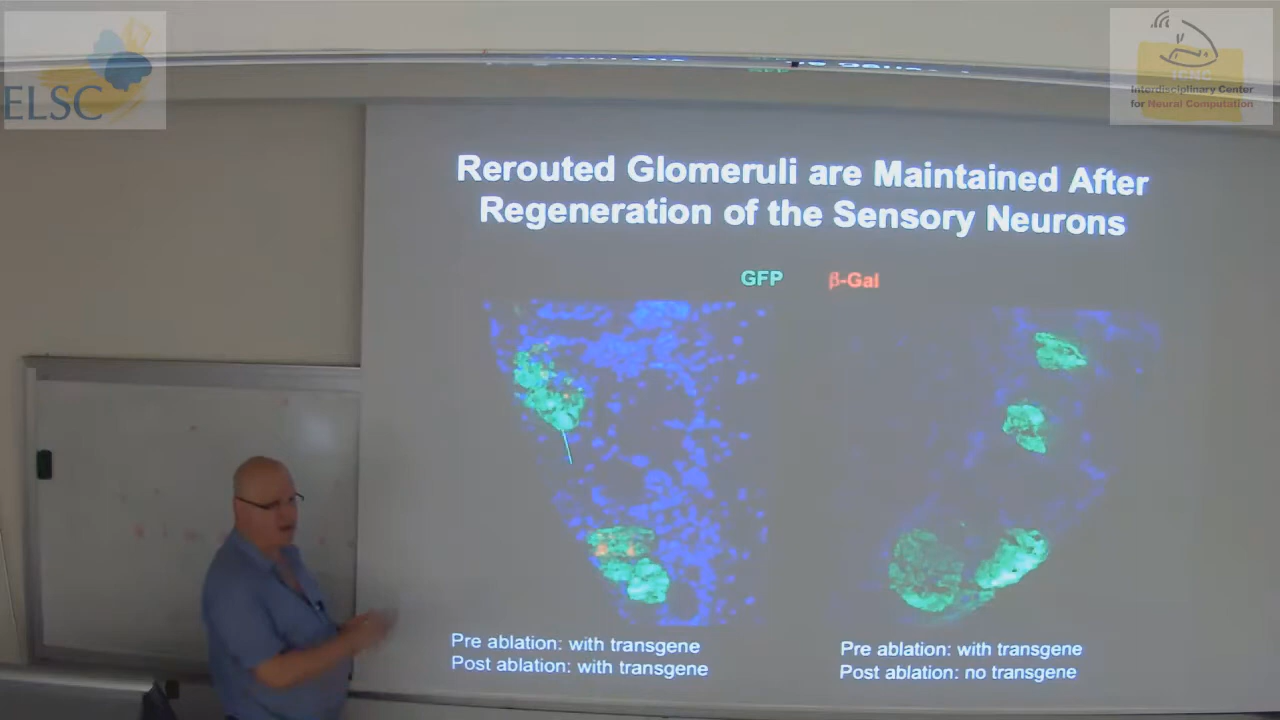 ELSC
ICNC
Interdisciplinary Center
for Neural Computation
Rerouted Glomeruli are Maintained After
Regeneration of the Sensory Neurons
GFP β-Gal
Pre ablation: with transgene
Post ablation: with transgene
Pre ablation: with transgene
Post ablation: no transgene